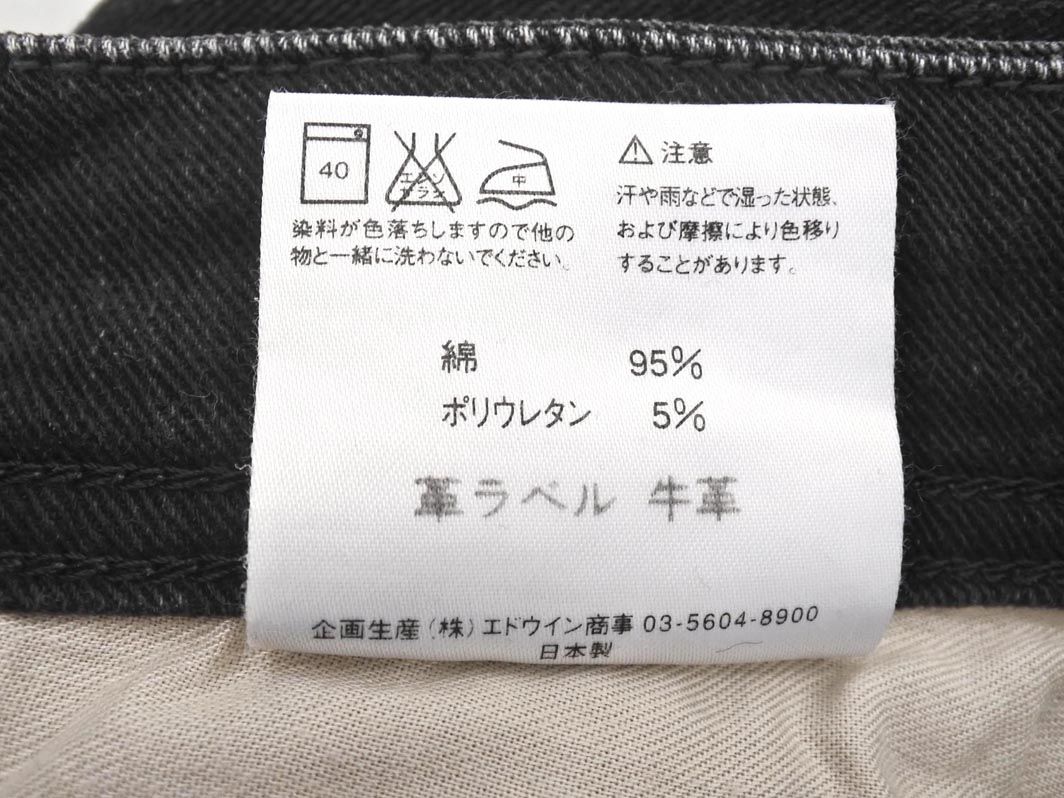 40
エンソ
サラシ
中
染料が色落ちしますので他の
物と一緒に洗わないでください。
⚠ 注意
汗や雨などで湿った状態、
および摩擦により色移り
することがあります。
綿 95%
ポリウレタン 5%
革ラベル 牛革
企画生産(株)エドウイン商事 03-5604-8900
日本製